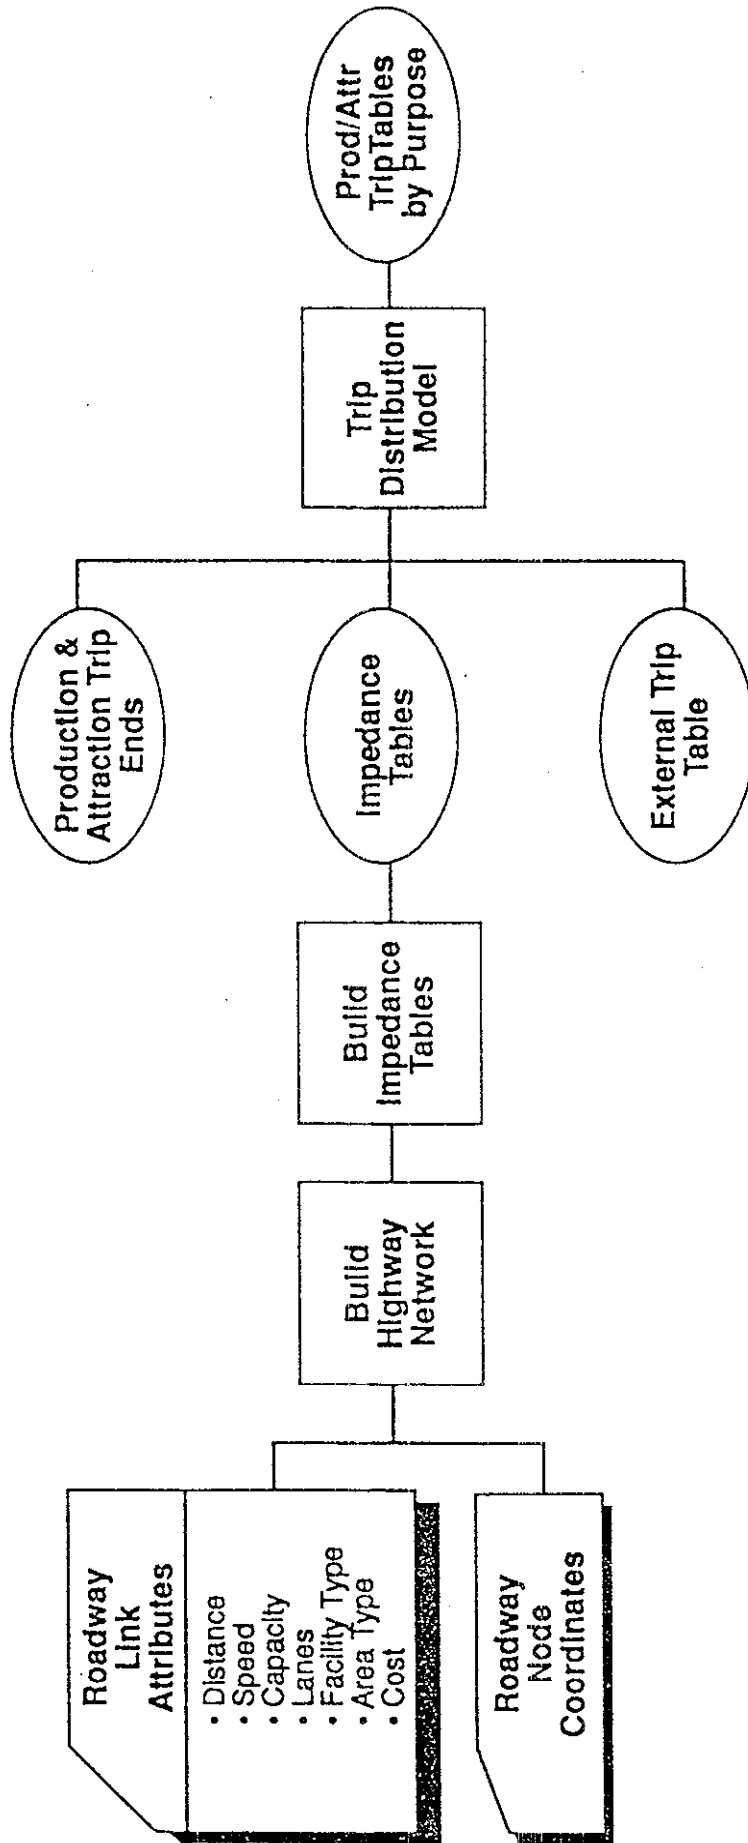 Roadway
Link
Attributes
• Distance
• Speed
• Capacity
• Lanes
• Facility Type
• Area Type
• Cost
Roadway
Node
Coordinates
Build
Highway
Network
Build
Impedance
Tables
Production &
Attraction Trip
Ends
Impedance
Tables
External Trip
Table
Trip
Distribution
Model
Prod/Attr
TripTables
by Purpose